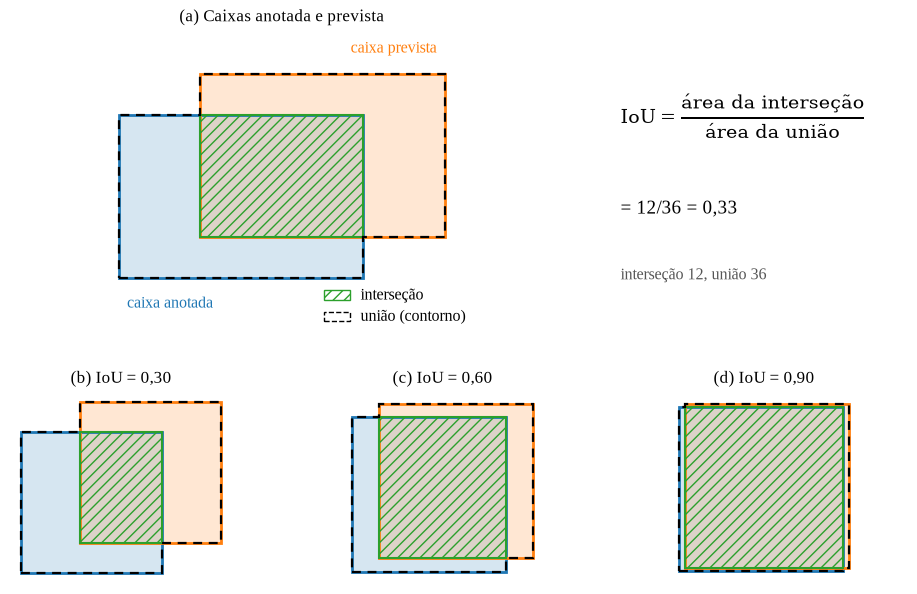 (a) Caixas anotada e prevista
caixa prevista
IoU = área da interseção / área da união
= 12/36 = 0,33
interseção 12, união 36
caixa anotada
interseção
união (contorno)
(b) IoU = 0,30
(c) IoU = 0,60
(d) IoU = 0,90